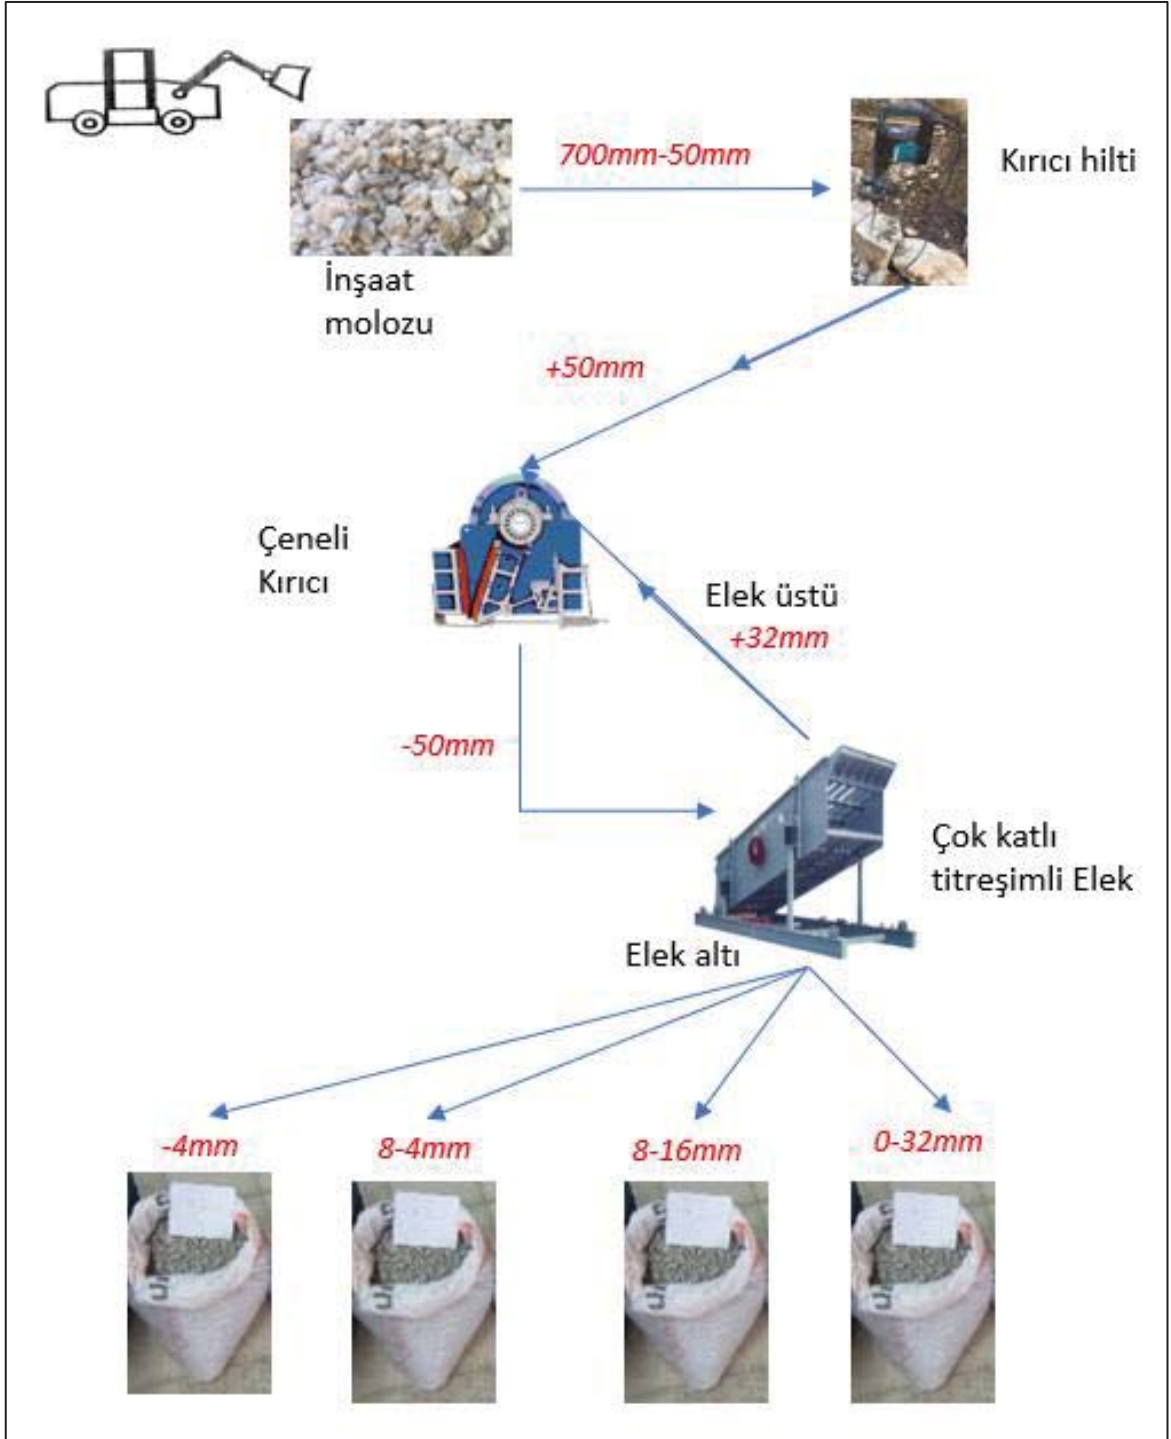 700mm-50mm
Kırıcı hilti
İnşaat
molozu
+50mm
Çeneli
Kırıcı
Elek üstü
+32mm
-50mm
Çok katlı
titreşimli Elek
Elek altı
-4mm
8-4mm
8-16mm
0-32mm